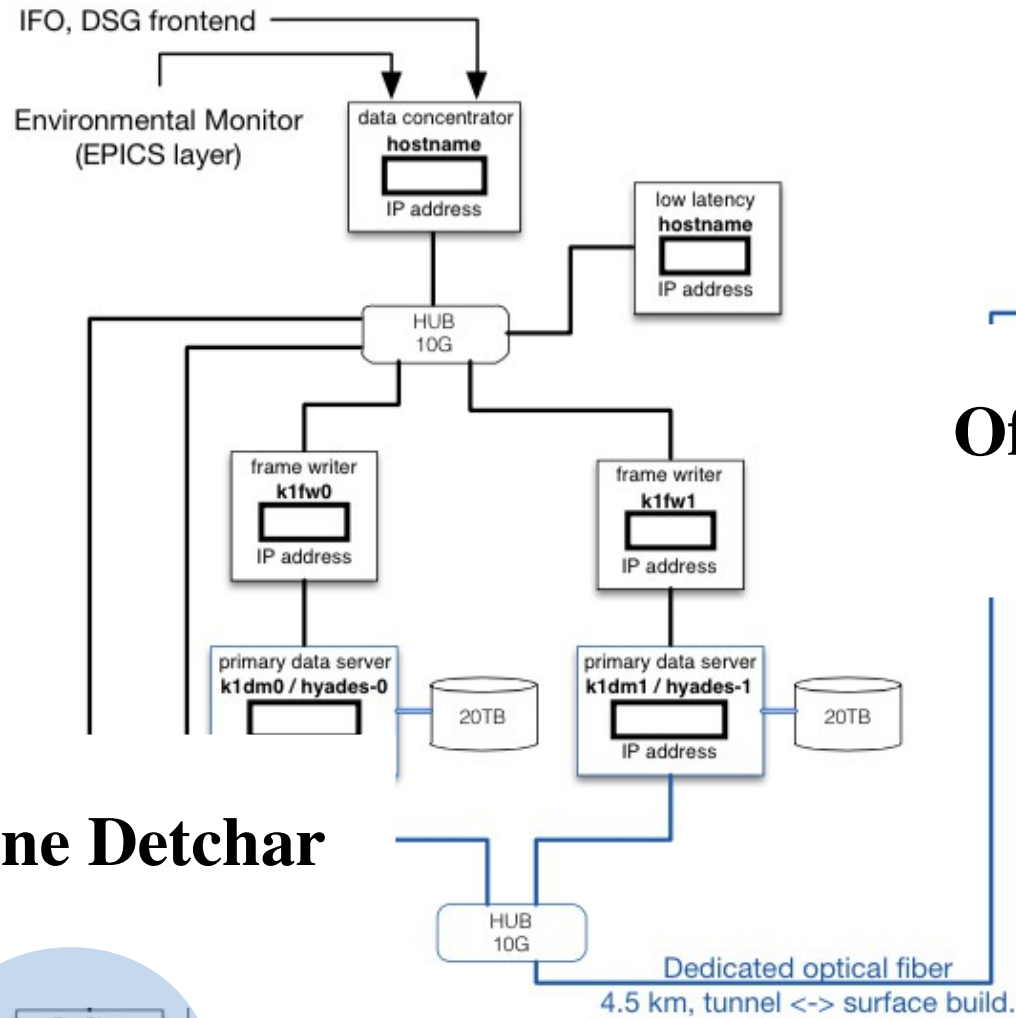 IFO, DSG frontend
Environmental Monitor
(EPICS layer)
data concentrator
hostname
IP address
low latency
hostname
IP address
HUB
10G
frame writer
k1fw0
IP address
frame writer
k1fw1
IP address
primary data server
k1dm0 / hyades-0
20TB
primary data server
k1dm1 / hyades-1
IP address
20TB
ne Detchar
HUB
10G
Dedicated optical fiber
4.5 km, tunnel <-> surface build.